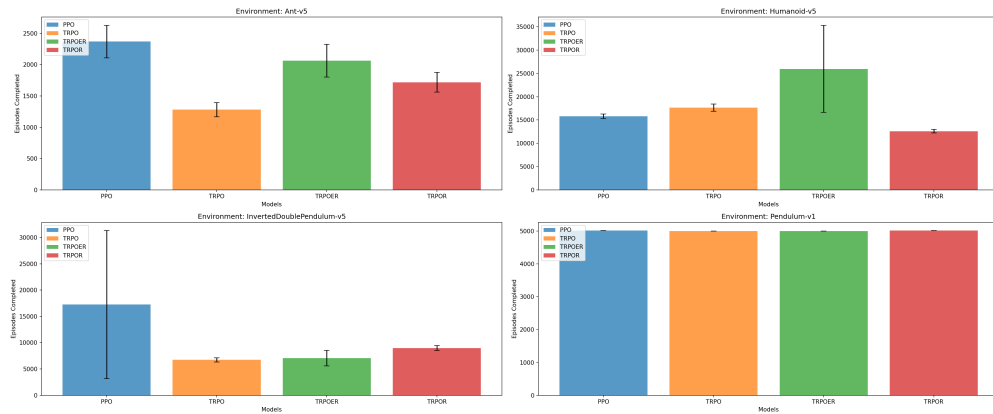 Environment: Ant-v5
Episodes Completed
2500
2000
1500
1000
500
0
PPO
TRPO
TRPOER
TRPOR
PPO
TRPO
TRPOER
TRPOR
Models
Environment: Humanoid-v5
Episodes Completed
35000
30000
25000
20000
15000
10000
5000
0
PPO
TRPO
TRPOER
TRPOR
PPO
TRPO
TRPOER
TRPOR
Models
Environment: InvertedDoublePendulum-v5
Episodes Completed
30000
25000
20000
15000
10000
5000
0
PPO
TRPO
TRPOER
TRPOR
PPO
TRPO
TRPOER
TRPOR
Models
Environment: Pendulum-v1
Episodes Completed
5000
4000
3000
2000
1000
0
PPO
TRPO
TRPOER
TRPOR
PPO
TRPO
TRPOER
TRPOR
Models